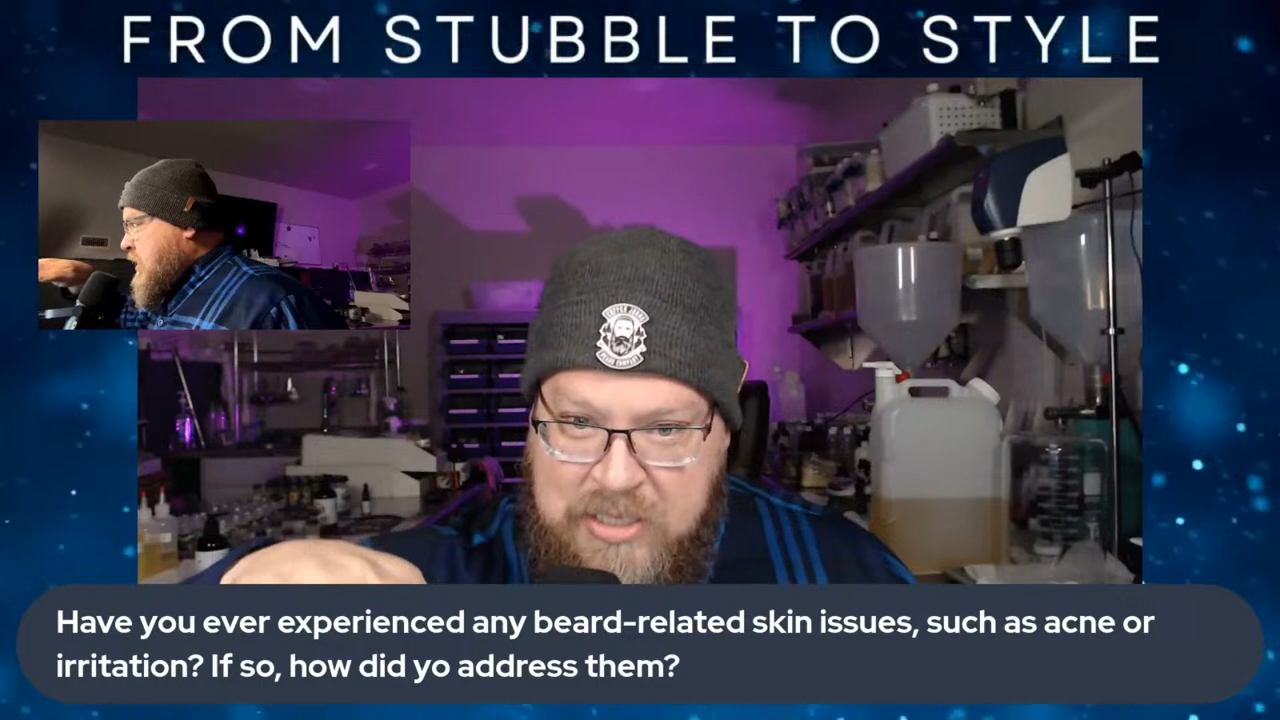 FROM STUBBLE TO STYLE
Have you ever experienced any beard-related skin issues, such as acne or
irritation? If so, how did yo address them?